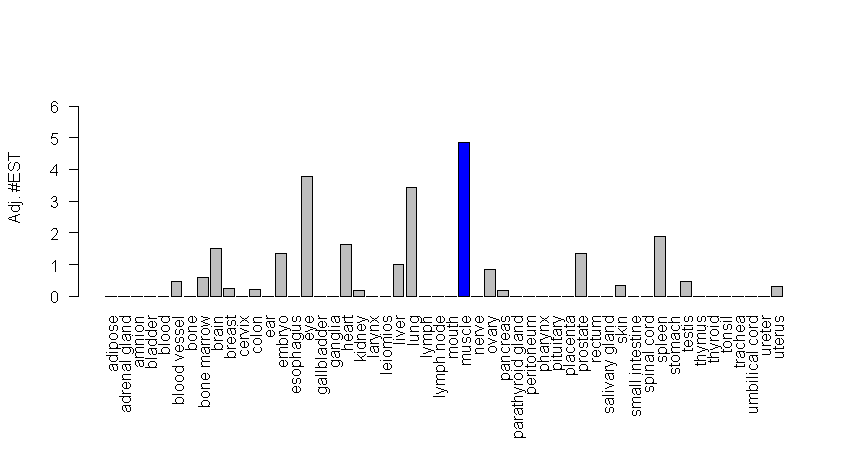 Adj. #EST
6
5
4
3
2
1
0
adipose
adrenal gland
amnion
bladder
blood
blood vessel
bone
bone marrow
brain
breast
cervix
colon
ear
embryo
esophagus
eye
gallbladder
ganglia
heart
kidney
larynx
leiomios
liver
lung
lymph
lymph node
mouth
muscle
nerve
ovary
pancreas
parathyroid gland
peritoneum
pharynx
pituitary
placenta
prostate
rectum
salivary gland
skin
small intestine
spinal cord
spleen
stomach
testis
thymus
thyroid
tonsil
trachea
umbilical cord
ureter
uterus